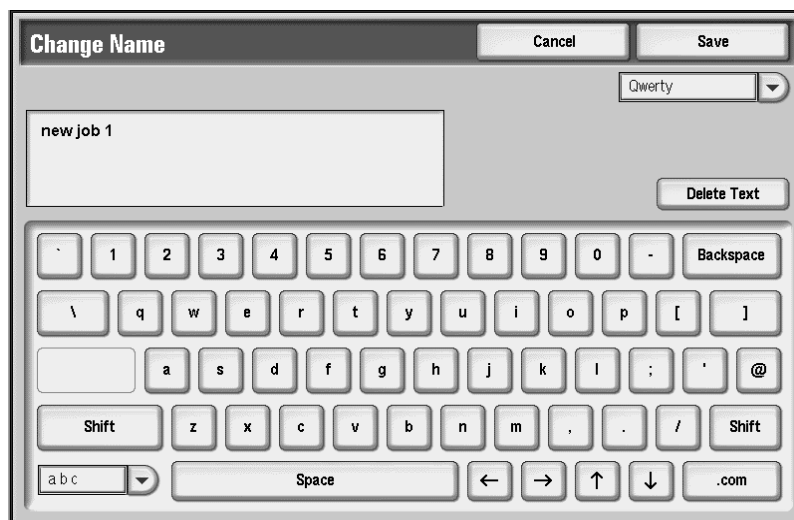 Change Name Cancel Save
Qwerty
new job 1
Delete Text
` 1 2 3 4 5 6 7 8 9 0 - Backspace
\ q w e r t y u i o p [ ]
a s d f g h j k l ; ' @
Shift z x c v b n m , . / Shift
abc Space ← → ↑ ↓ .com